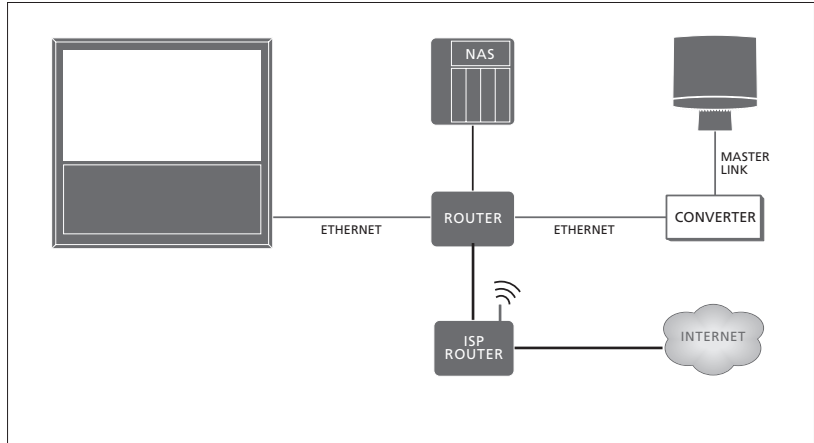 NAS
MASTER
LINK
ETHERNET
ROUTER
ETHERNET
CONVERTER
ISP
ROUTER
INTERNET